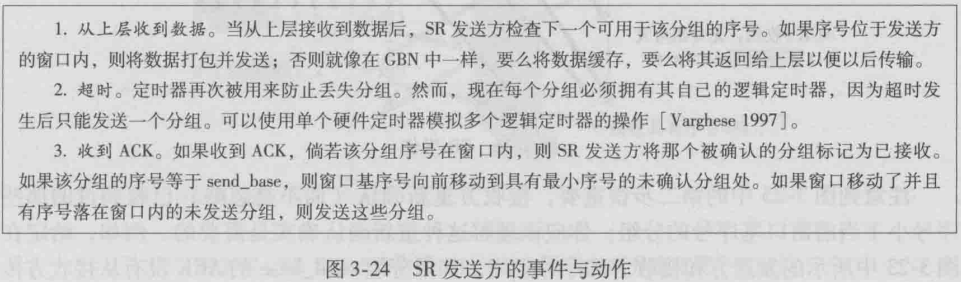 1. 从上层收到数据。当从上层接收到数据后，SR 发送方检查下一个可用于该分组的序号。如果序号位于发送方
的窗口内，则将数据打包并发送；否则就像在 GBN 中一样，要么将数据缓存，要么将其返回给上层以便以后传输。
2. 超时。定时器再次被用来防止丢失分组。然而，现在每个分组必须拥有其自己的逻辑定时器，因为超时发
生后只能发送一个分组。可以使用单个硬件定时器模拟多个逻辑定时器的操作［Varghese 1997］。
3. 收到 ACK。如果收到 ACK，倘若该分组序号在窗口内，则 SR 发送方将那个被确认的分组标记为已接收。
如果该分组的序号等于 send_base，则窗口基序号向前移动到具有最小序号的未确认分组处。如果窗口移动了并且
有序号落在窗口内的未发送分组，则发送这些分组。
图 3-24 SR 发送方的事件与动作